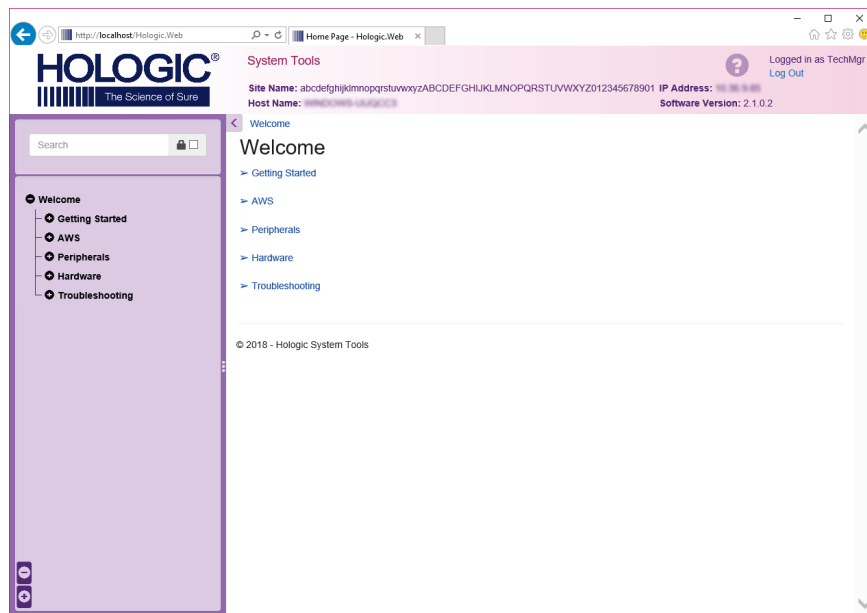 http://localhost/Hologic.Web
Home Page - Hologic.Web
HOLOGIC®
The Science of Sure
System Tools
Site Name: abcdefghijklmnopqrstuvwxyzABCDEFGHIJKLMNOPQRSTUVWXYZ012345678901 IP Address:
Host Name:
Software Version: 2.1.0.2
Logged in as TechMgr
Log Out
Search
Welcome
Getting Started
AWS
Peripherals
Hardware
Troubleshooting
Welcome
Welcome
➢ Getting Started
➢ AWS
➢ Peripherals
➢ Hardware
➢ Troubleshooting
© 2018 - Hologic System Tools